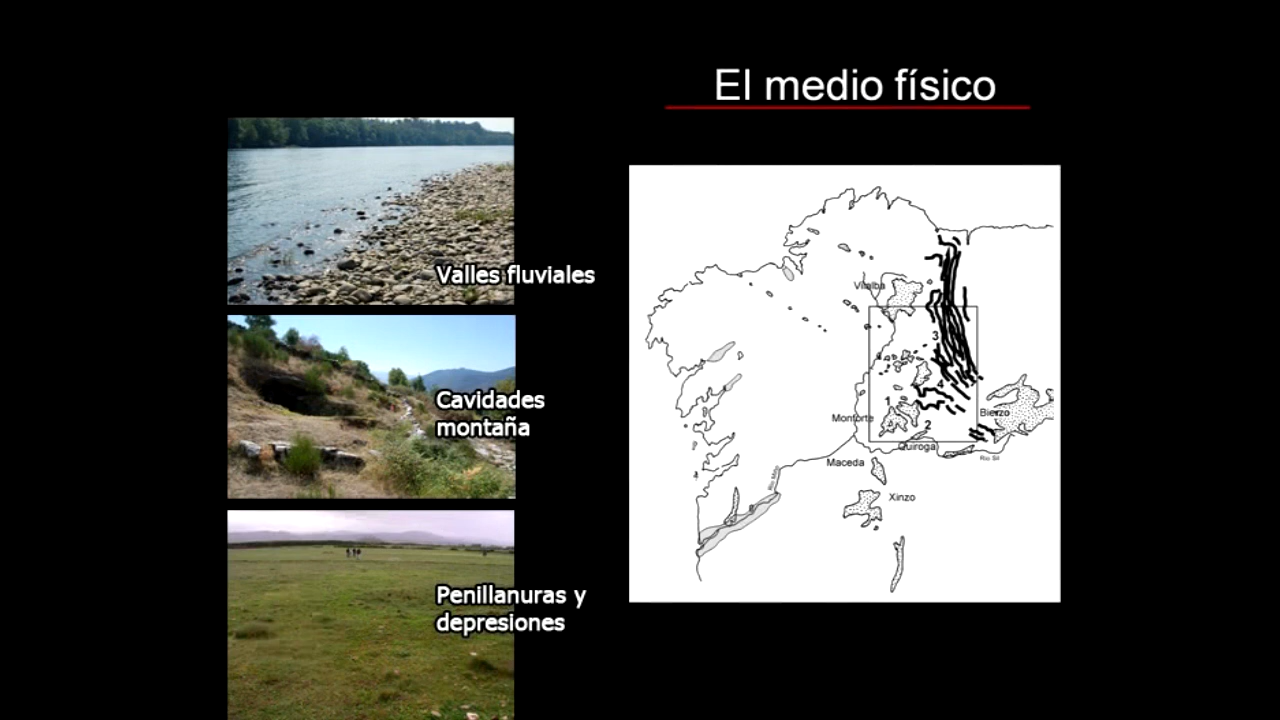 El medio físico
Valles fluviales
Cavidades
montaña
Penillanuras y
depresiones
Vilalba
3
4
1
Monforte
2
Bierzo
Quiroga
Rio Sil
Maceda
Xinzo